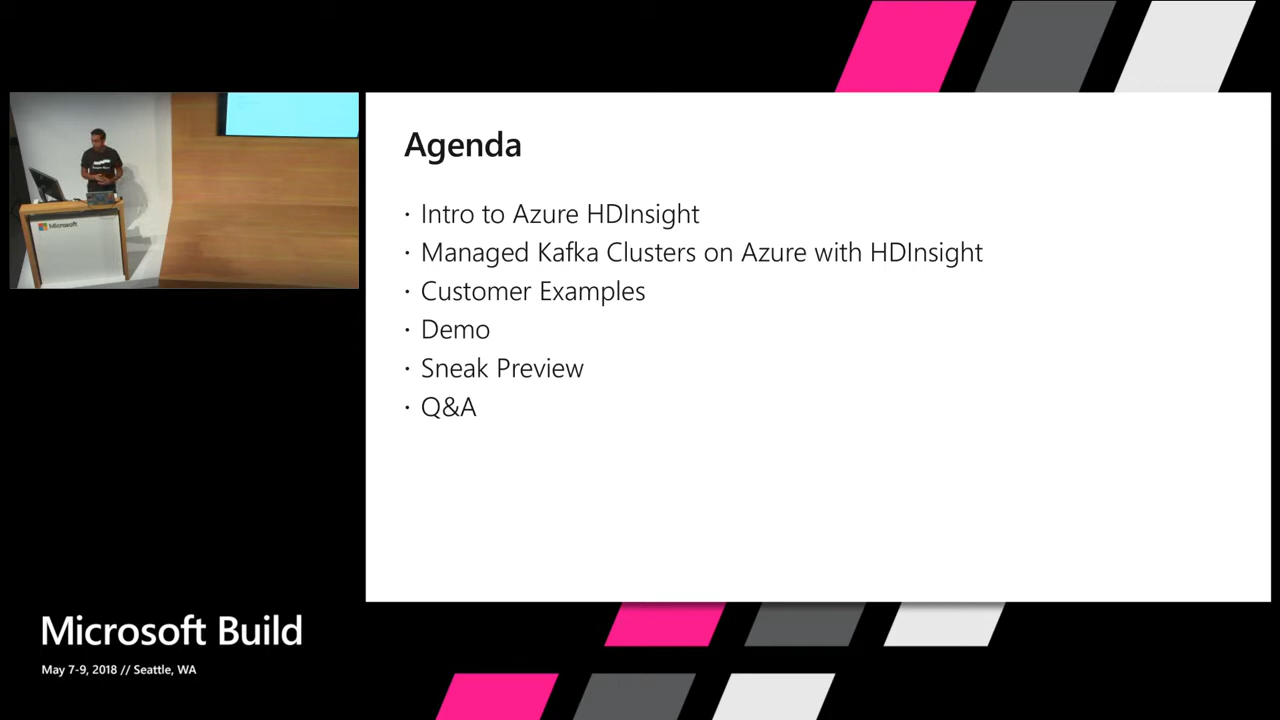 Microsoft
Agenda
· Intro to Azure HDInsight
· Managed Kafka Clusters on Azure with HDInsight
· Customer Examples
· Demo
· Sneak Preview
· Q&A
Microsoft Build
May 7-9, 2018 // Seattle, WA